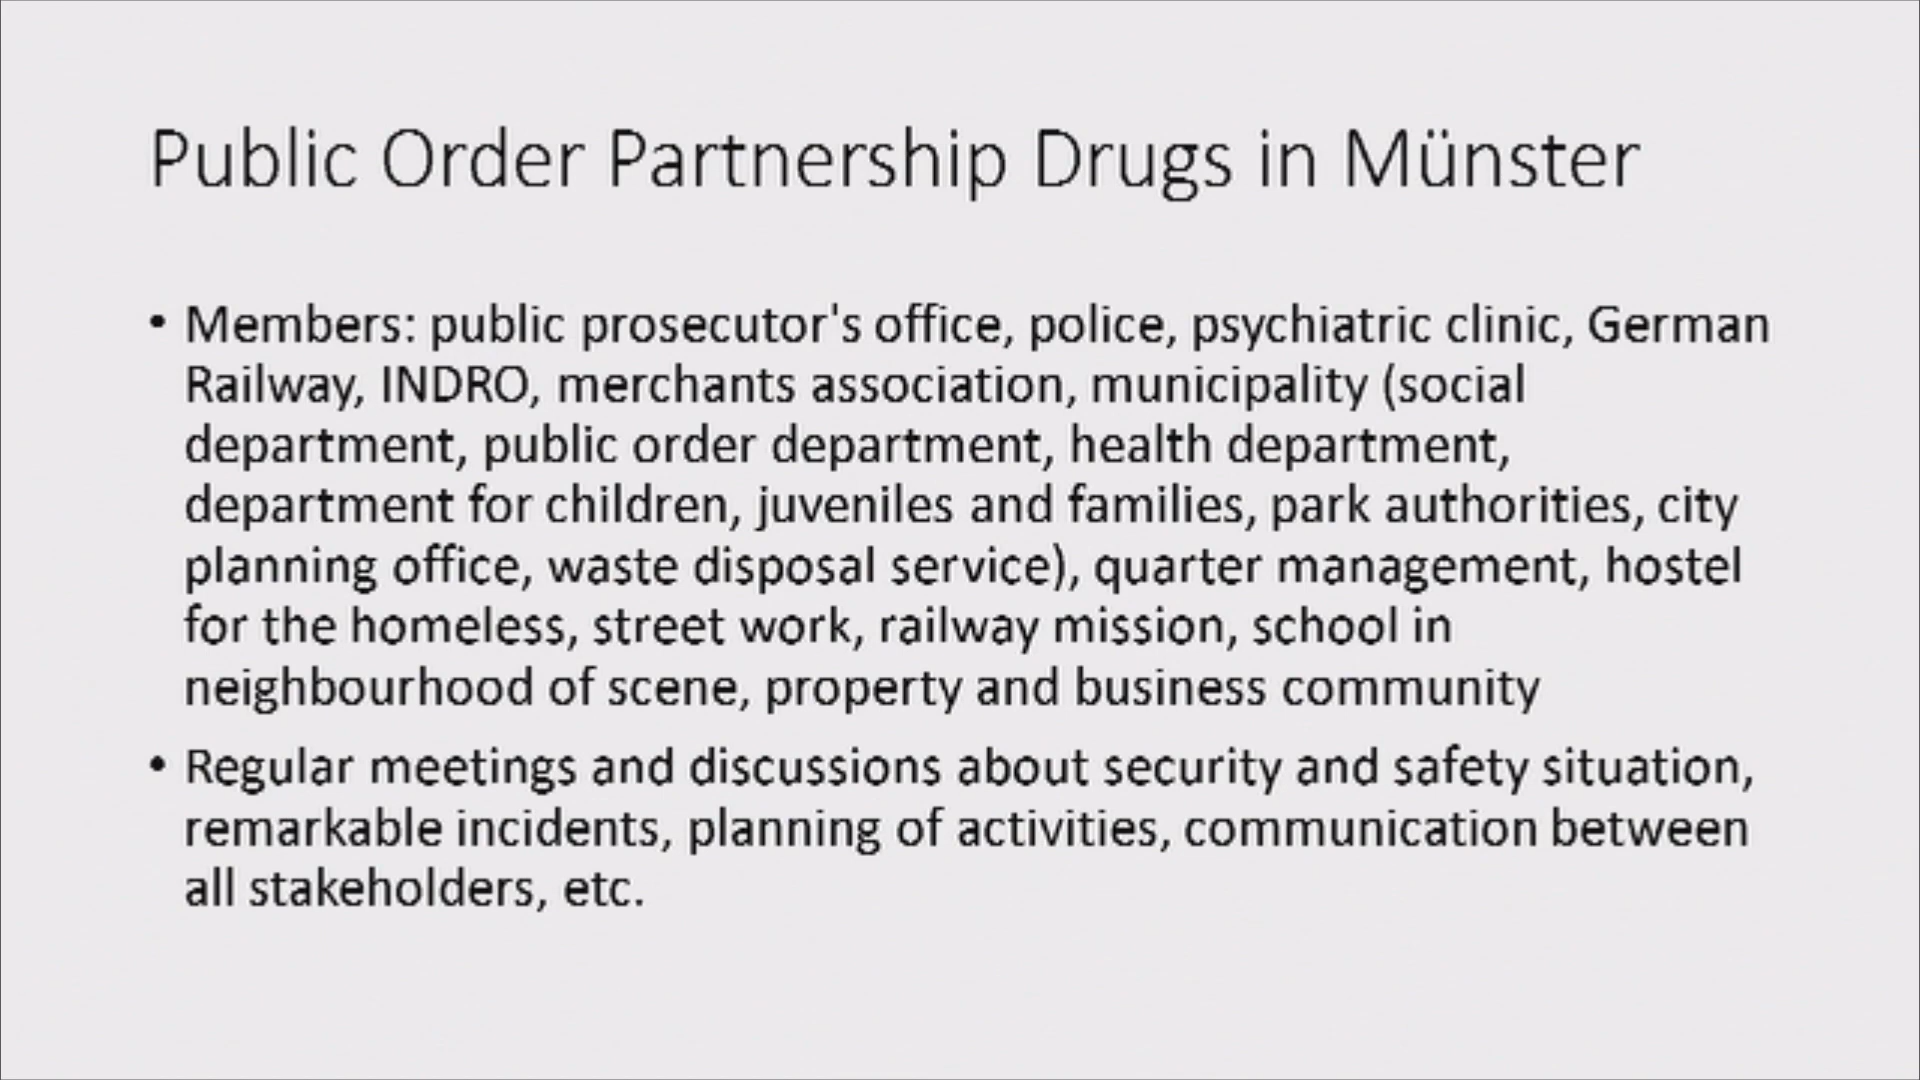 Public Order Partnership Drugs in Münster
• Members: public prosecutor's office, police, psychiatric clinic, German
Railway, INDRO, merchants association, municipality (social
department, public order department, health department,
department for children, juveniles and families, park authorities, city
planning office, waste disposal service), quarter management, hostel
for the homeless, street work, railway mission, school in
neighbourhood of scene, property and business community
• Regular meetings and discussions about security and safety situation,
remarkable incidents, planning of activities, communication between
all stakeholders, etc.